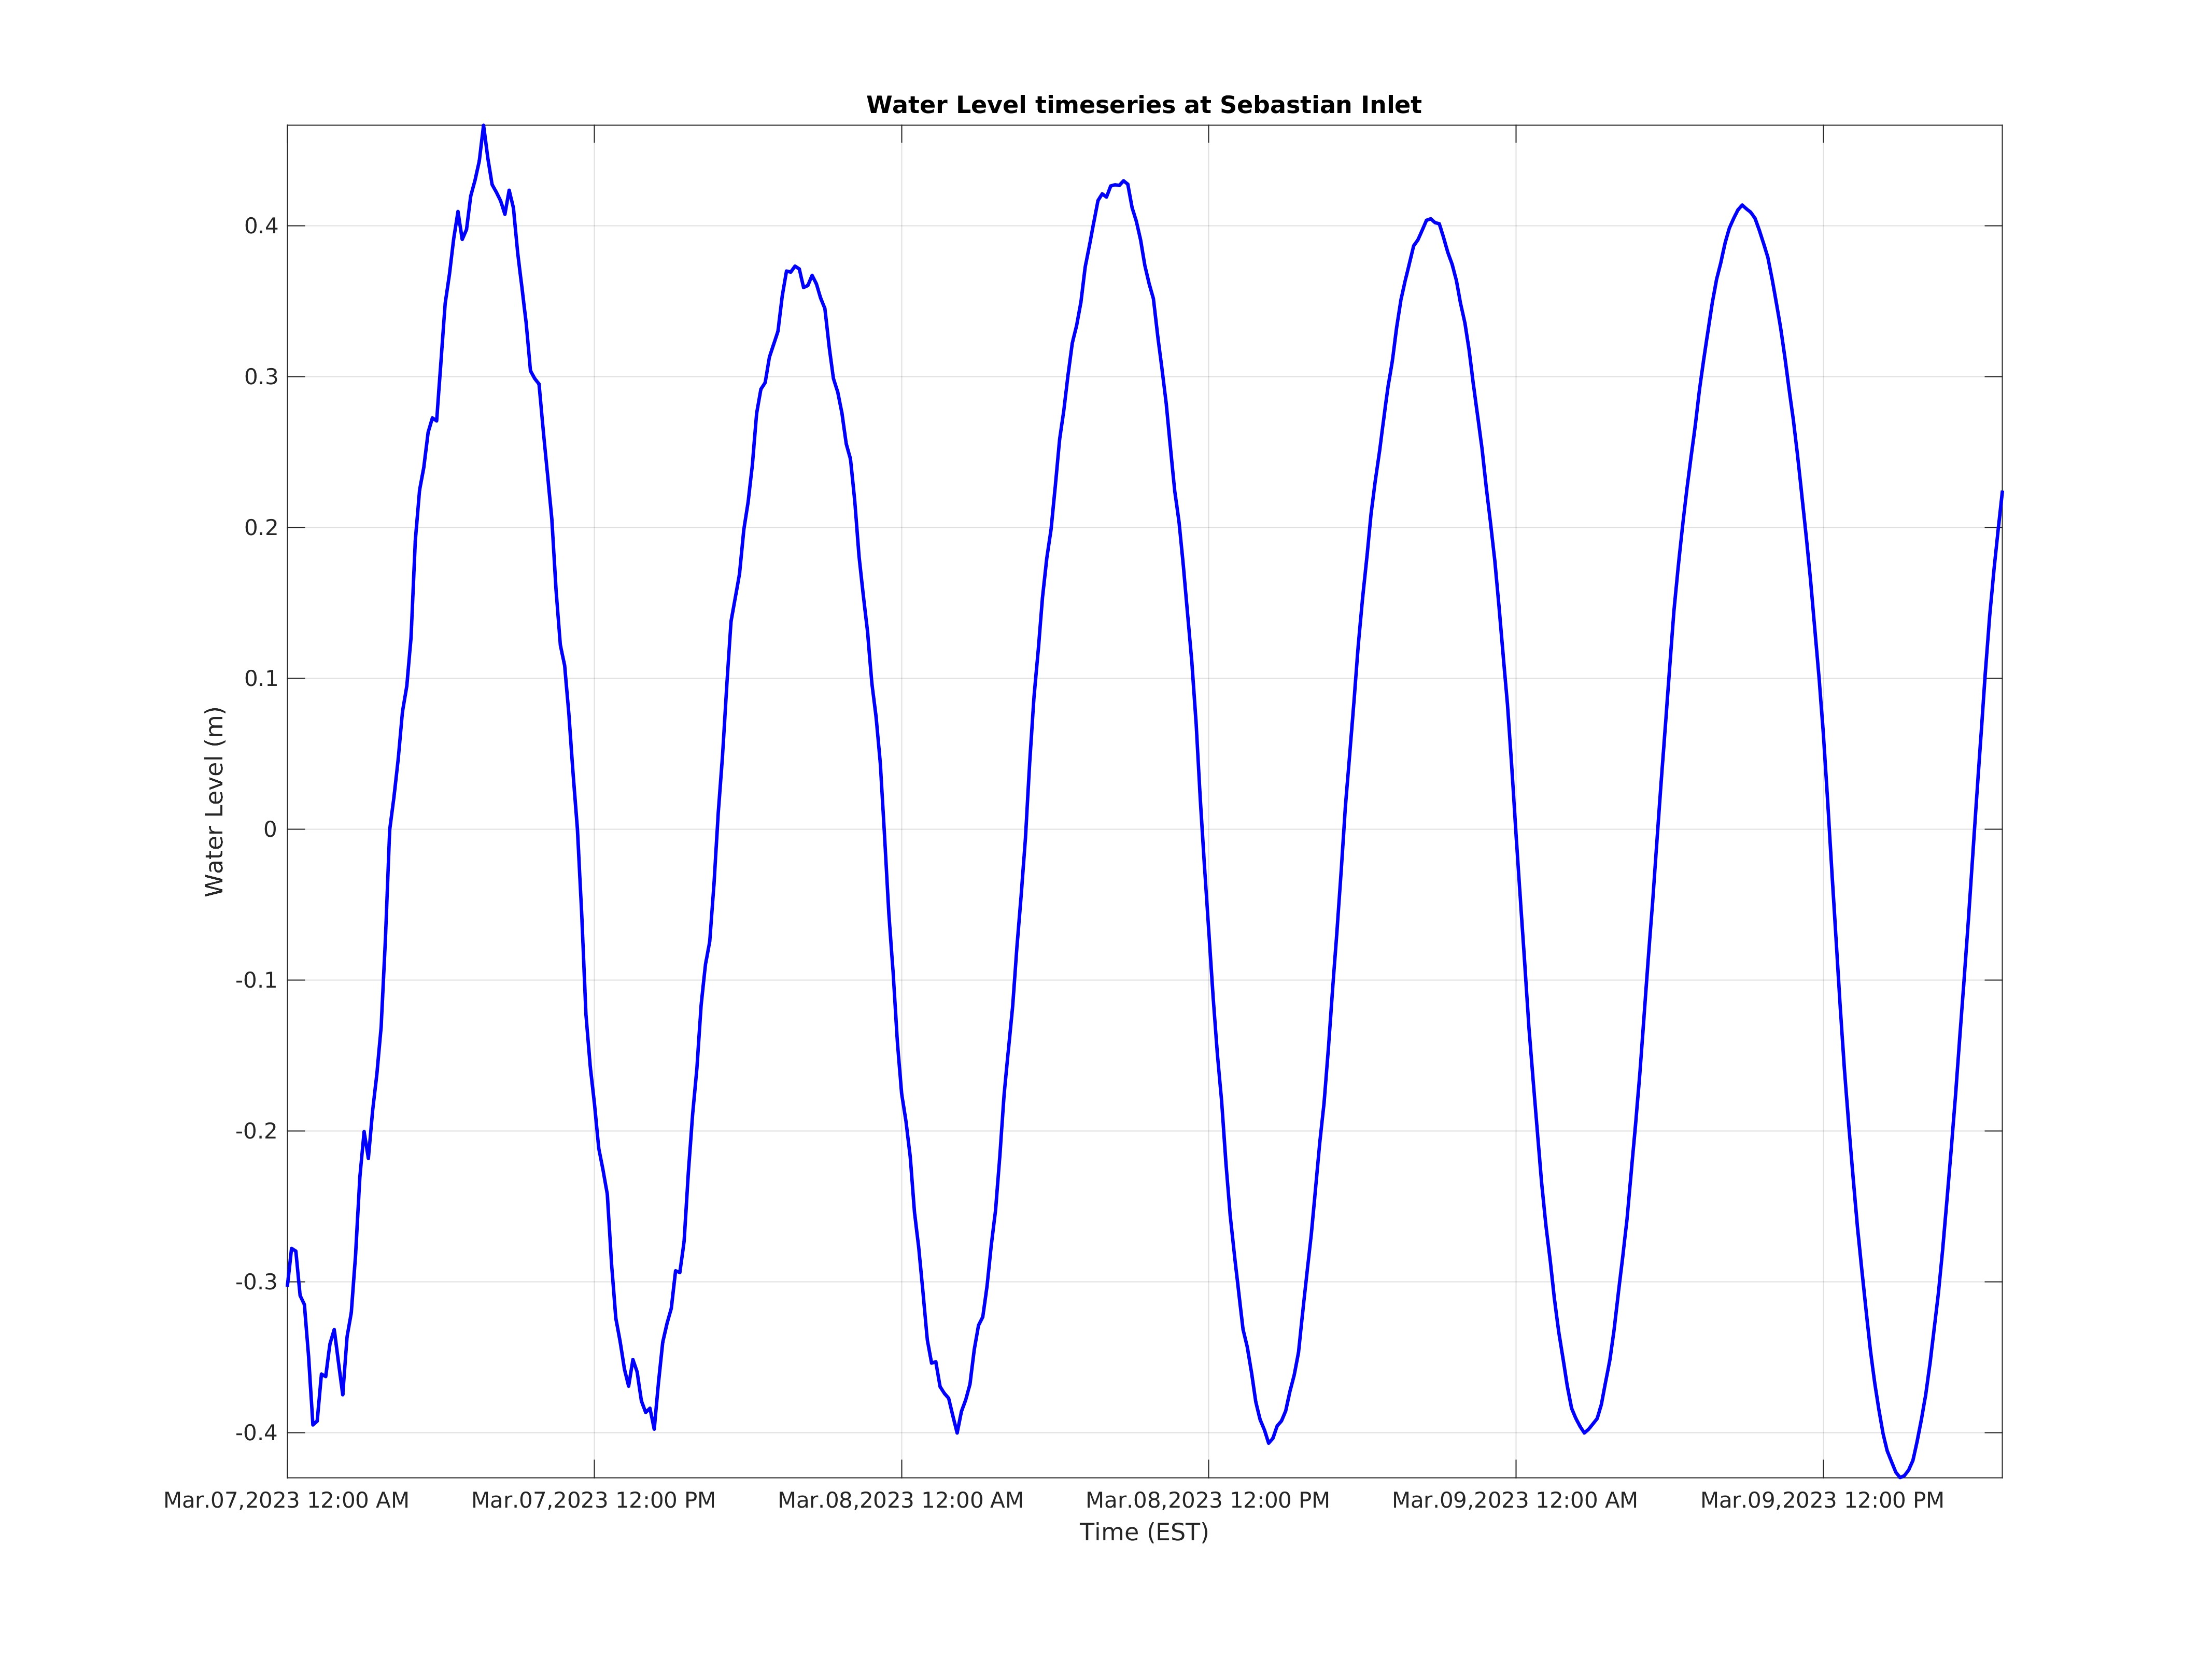 Water Level timeseries at Sebastian Inlet
0.4
0.3
0.2
0.1
0
-0.1
-0.2
-0.3
-0.4
Water Level (m)
Mar.07,2023 12:00 AM
Mar.07,2023 12:00 PM
Mar.08,2023 12:00 AM
Mar.08,2023 12:00 PM
Mar.09,2023 12:00 AM
Mar.09,2023 12:00 PM
Time (EST)